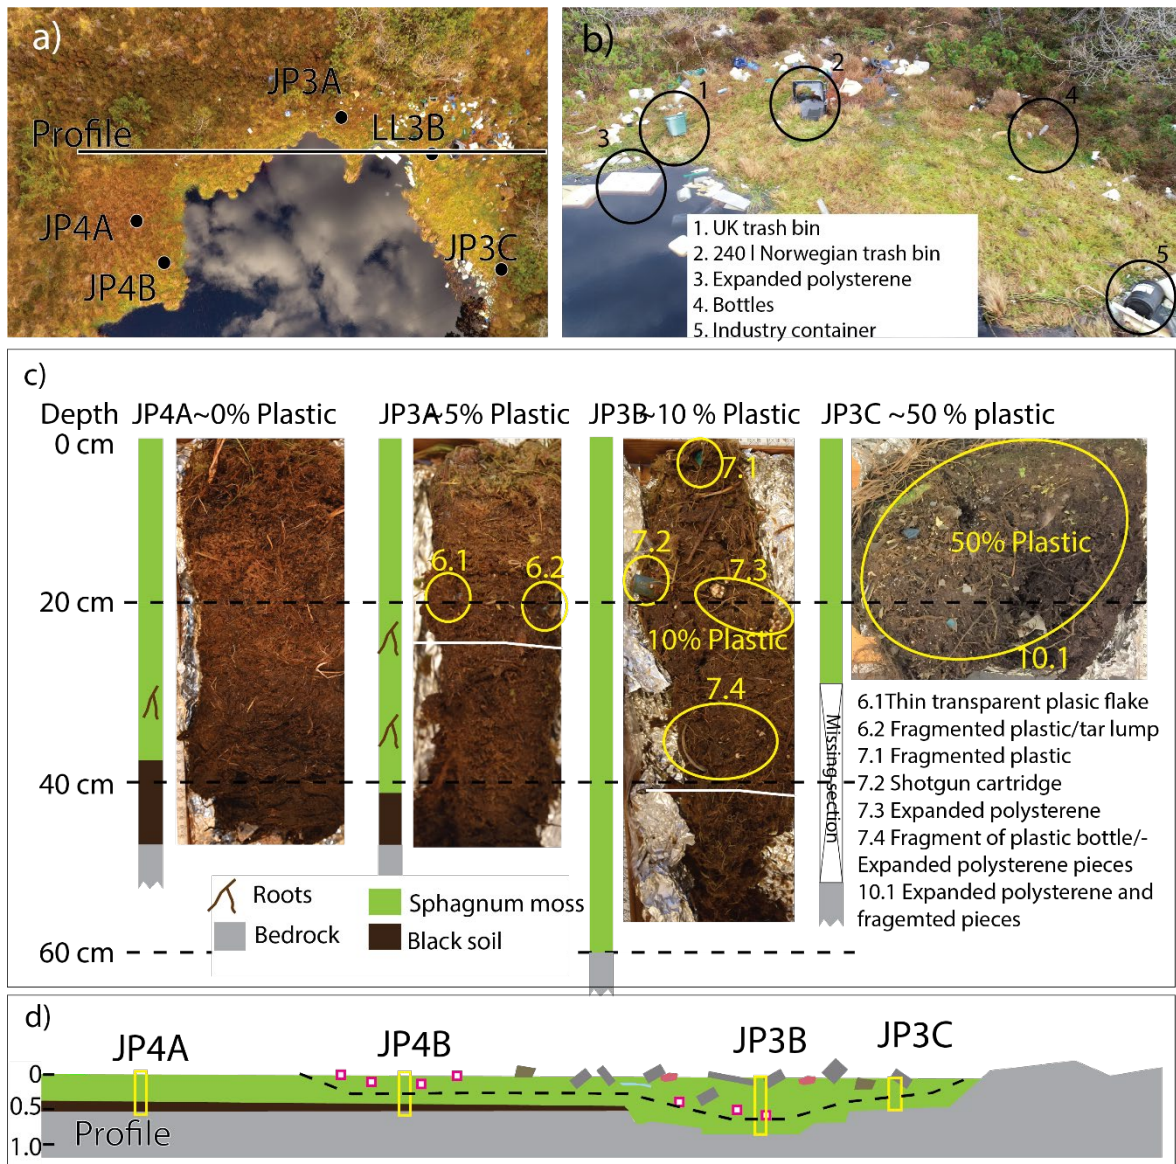 a)
JP3A
Profile
LL3B
JP4A
JP4B
JP3C
b)
1
2
3
4
5
1. UK trash bin
2. 240 l Norwegian trash bin
3. Expanded polysterene
4. Bottles
5. Industry container
c)
Depth
JP4A~0% Plastic
JP3A~5% Plastic
JP3B~10 % Plastic
JP3C ~50 % plastic
0 cm
20 cm
40 cm
60 cm
6.1
6.2
7.1
7.2
7.3
10% Plastic
7.4
50% Plastic
10.1
Missing section
6.1Thin transparent plasic flake
6.2 Fragmented plastic/tar lump
7.1 Fragmented plastic
7.2 Shotgun cartridge
7.3 Expanded polysterene
7.4 Fragment of plastic bottle/-
Expanded polysterene pieces
10.1 Expanded polysterene and
fragemted pieces
Roots
Sphagnum moss
Bedrock
Black soil
d)
JP4A
JP4B
JP3B
JP3C
0
0.5
1.0
Profile